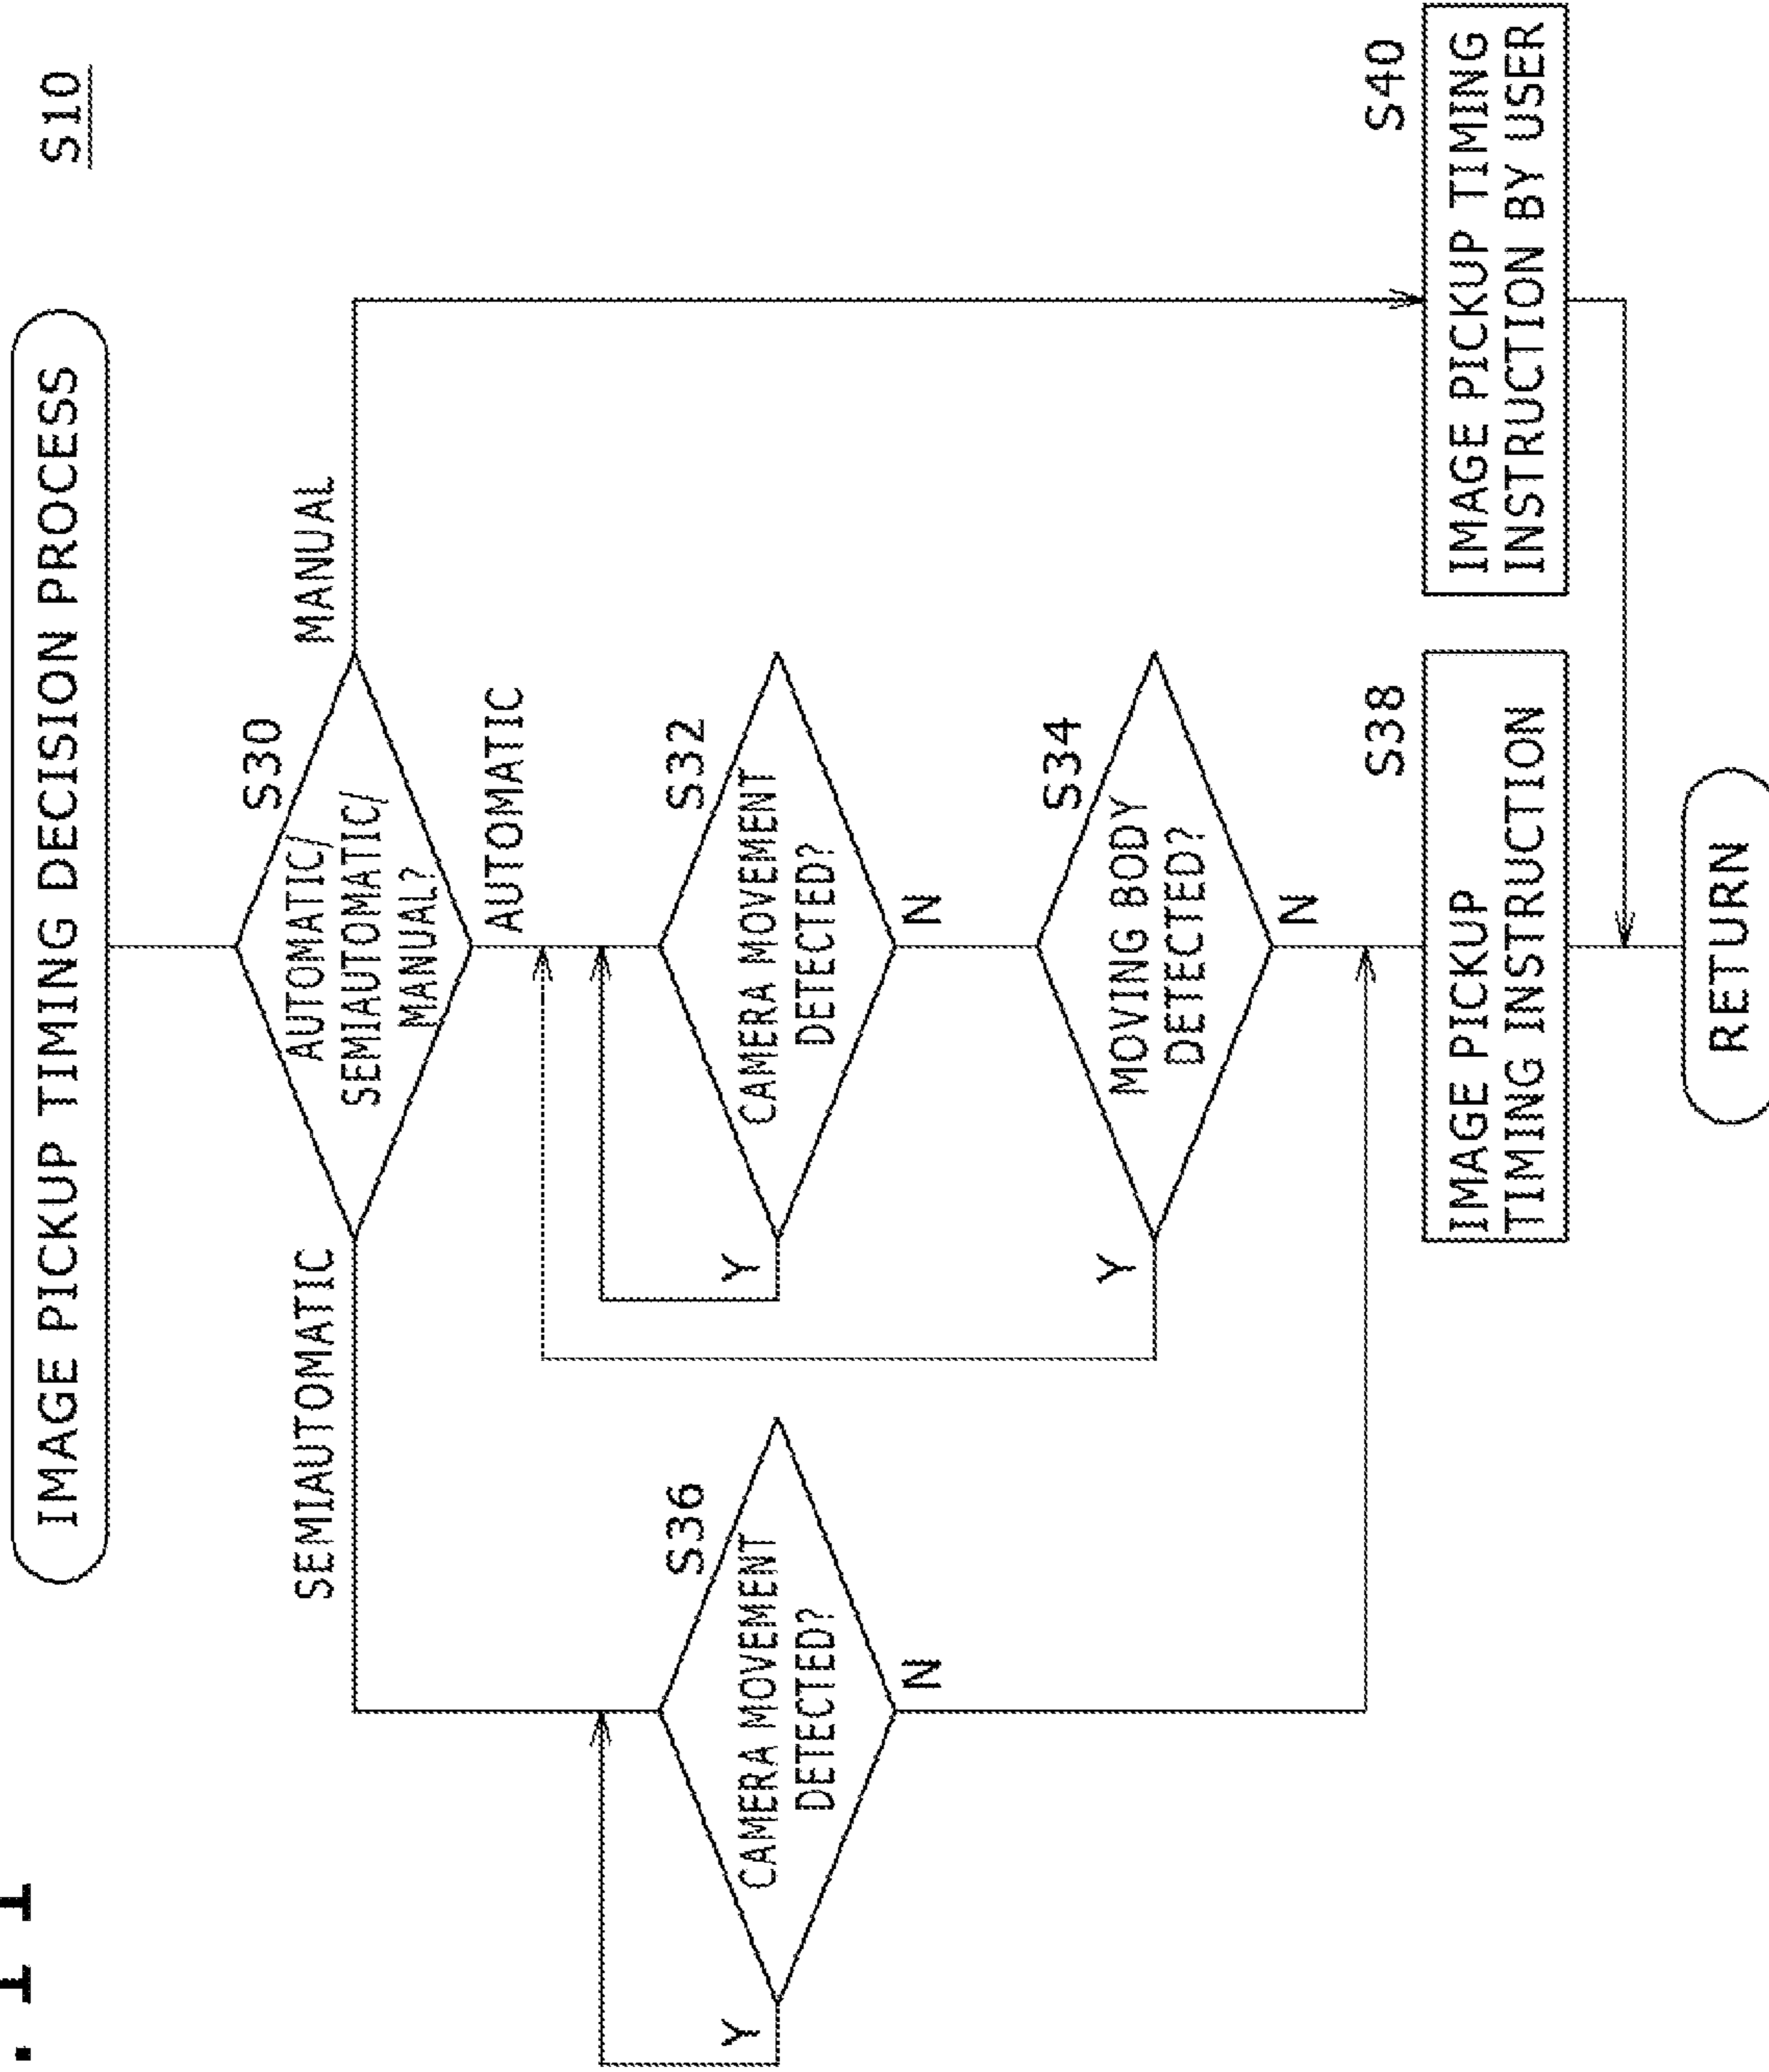 . 11
IMAGE PICKUP TIMING DECISION PROCESS
S10
S30
AUTOMATIC/
SEMIAUTOMATIC/
MANUAL?
SEMIAUTOMATIC
MANUAL
AUTOMATIC
S36
CAMERA MOVEMENT
DETECTED?
Y
N
S32
CAMERA MOVEMENT
DETECTED?
Y
N
S34
MOVING BODY
DETECTED?
Y
N
S38
IMAGE PICKUP
TIMING INSTRUCTION
S40
IMAGE PICKUP TIMING
INSTRUCTION BY USER
RETURN